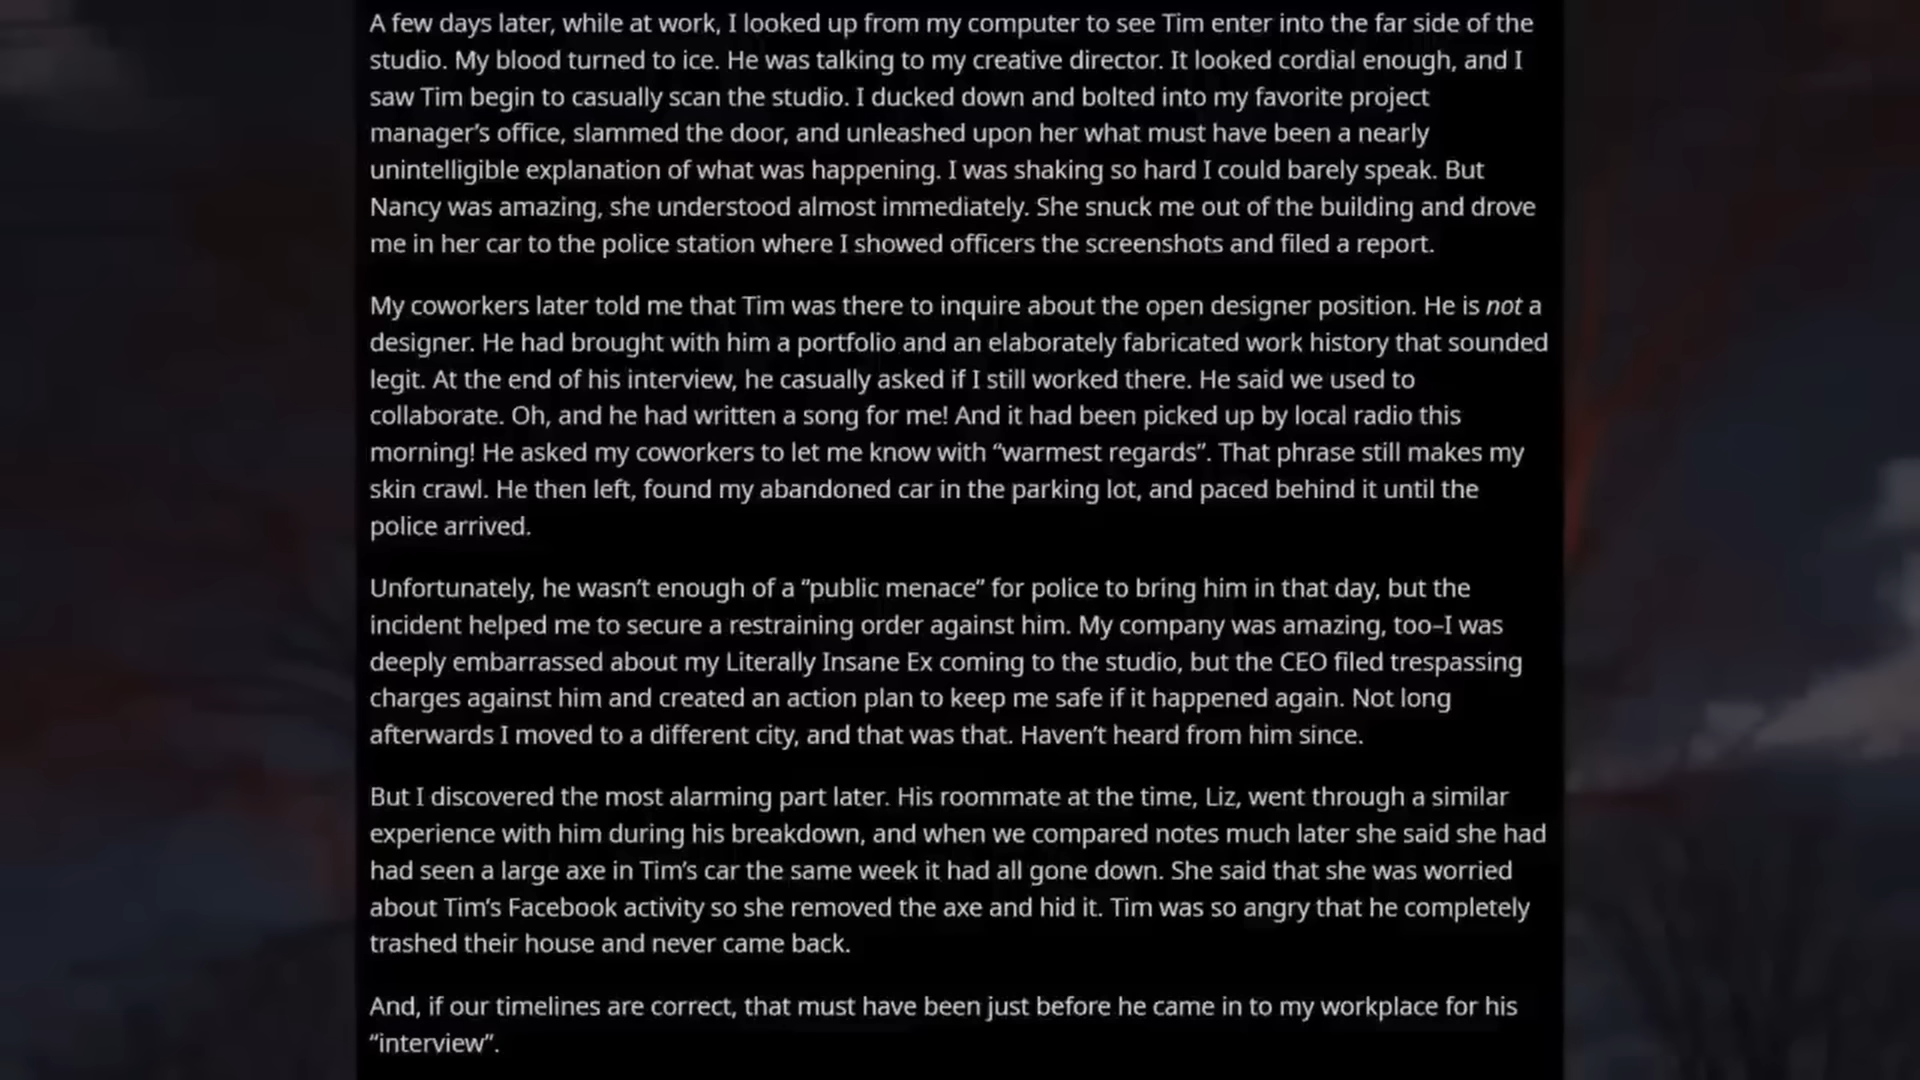 A few days later, while at work, I looked up from my computer to see Tim enter into the far side of the
studio. My blood turned to ice. He was talking to my creative director. It looked cordial enough, and I
saw Tim begin to casually scan the studio. I ducked down and bolted into my favorite project
manager’s office, slammed the door, and unleashed upon her what must have been a nearly
unintelligible explanation of what was happening. I was shaking so hard I could barely speak. But
Nancy was amazing, she understood almost immediately. She snuck me out of the building and drove
me in her car to the police station where I showed officers the screenshots and filed a report.
My coworkers later told me that Tim was there to inquire about the open designer position. He is not a
designer. He had brought with him a portfolio and an elaborately fabricated work history that sounded
legit. At the end of his interview, he casually asked if I still worked there. He said we used to
collaborate. Oh, and he had written a song for me! And it had been picked up by local radio this
morning! He asked my coworkers to let me know with “warmest regards”. That phrase still makes my
skin crawl. He then left, found my abandoned car in the parking lot, and paced behind it until the
police arrived.
Unfortunately, he wasn’t enough of a “public menace” for police to bring him in that day, but the
incident helped me to secure a restraining order against him. My company was amazing, too–I was
deeply embarrassed about my Literally Insane Ex coming to the studio, but the CEO filed trespassing
charges against him and created an action plan to keep me safe if it happened again. Not long
afterwards I moved to a different city, and that was that. Haven’t heard from him since.
But I discovered the most alarming part later. His roommate at the time, Liz, went through a similar
experience with him during his breakdown, and when we compared notes much later she said she had
had seen a large axe in Tim’s car the same week it had all gone down. She said that she was worried
about Tim’s Facebook activity so she removed the axe and hid it. Tim was so angry that he completely
trashed their house and never came back.
And, if our timelines are correct, that must have been just before he came in to my workplace for his
“interview”.